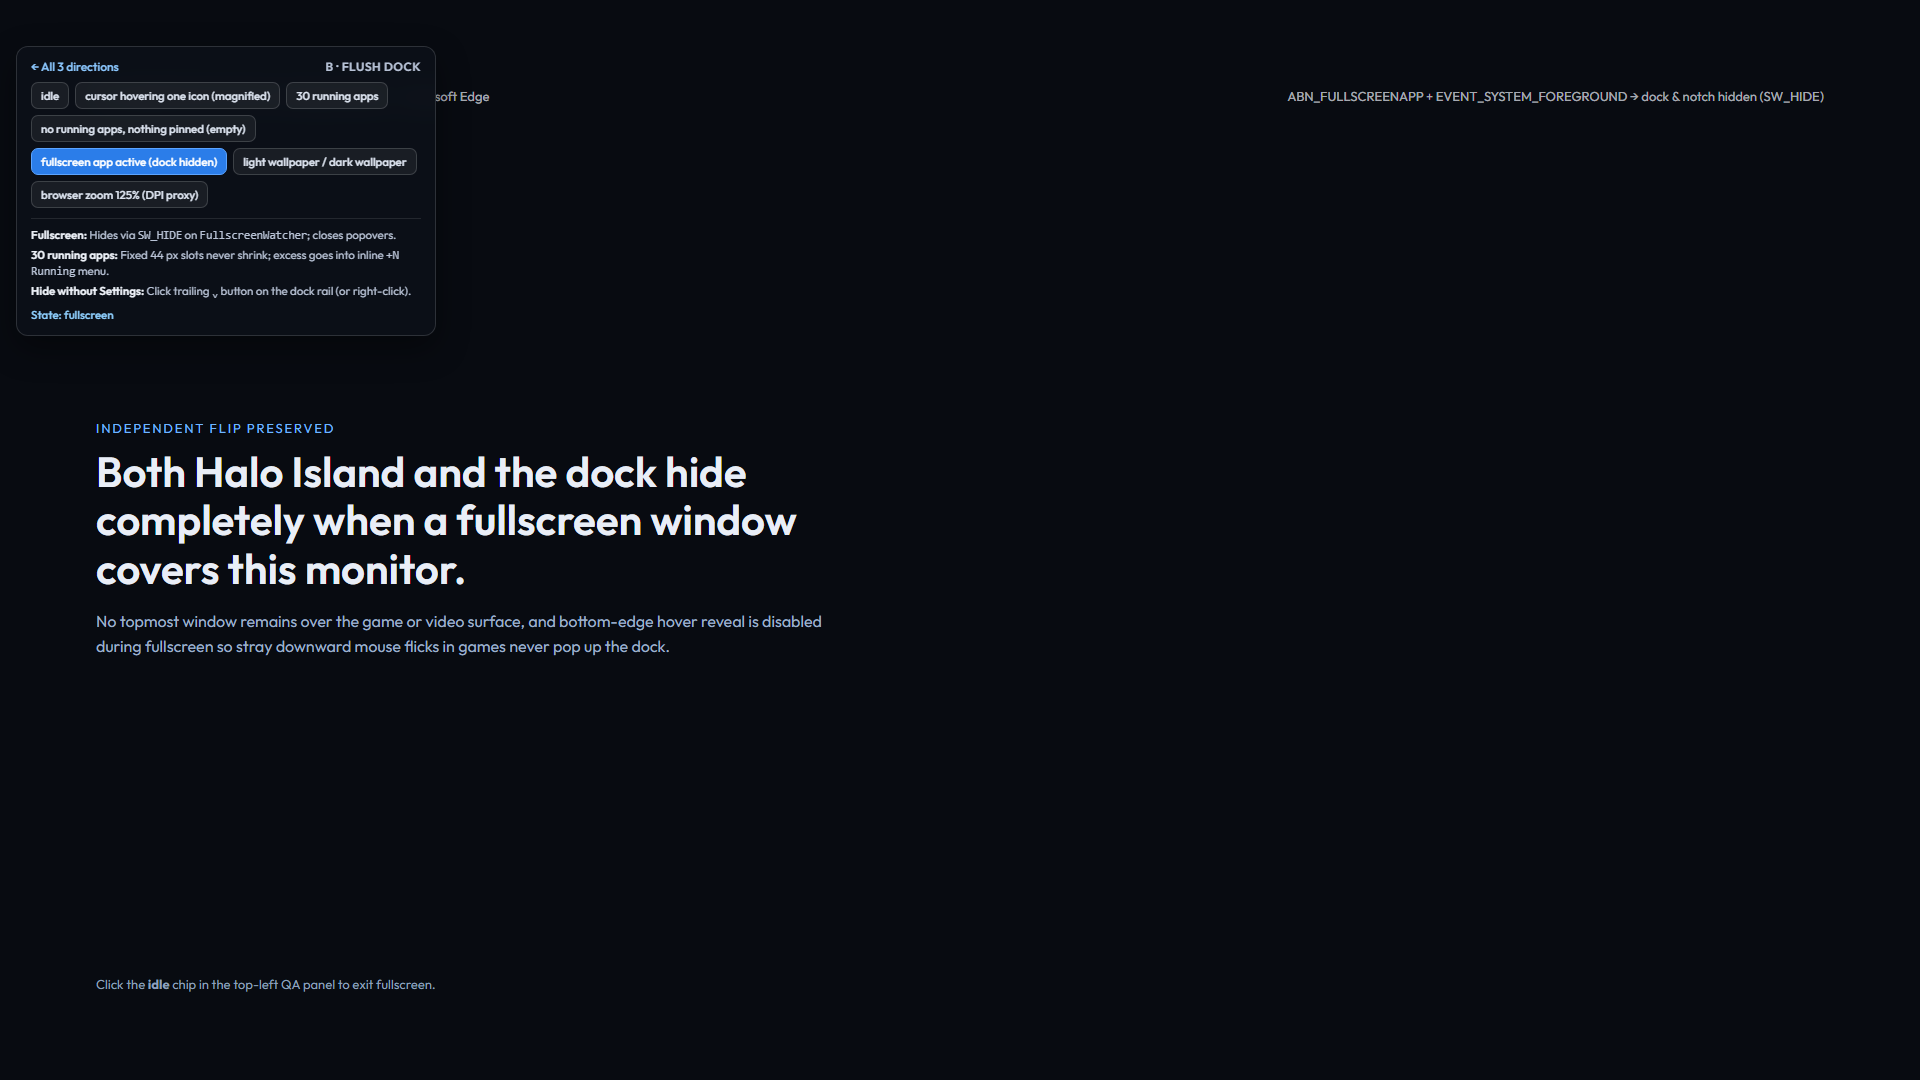 ← All 3 directions
B · FLUSH DOCK
idle
cursor hovering one icon (magnified)
30 running apps
no running apps, nothing pinned (empty)
fullscreen app active (dock hidden)
light wallpaper / dark wallpaper
browser zoom 125% (DPI proxy)
Fullscreen: Hides via SW_HIDE on FullscreenWatcher; closes popovers.
30 running apps: Fixed 44 px slots never shrink; excess goes into inline +N
Running menu.
Hide without Settings: Click trailing ⌄ button on the dock rail (or right-click).
State: fullscreen
soft Edge
ABN_FULLSCREENAPP + EVENT_SYSTEM_FOREGROUND → dock & notch hidden (SW_HIDE)
INDEPENDENT FLIP PRESERVED
Both Halo Island and the dock hide
completely when a fullscreen window
covers this monitor.
No topmost window remains over the game or video surface, and bottom-edge hover reveal is disabled
during fullscreen so stray downward mouse flicks in games never pop up the dock.
Click the idle chip in the top-left QA panel to exit fullscreen.